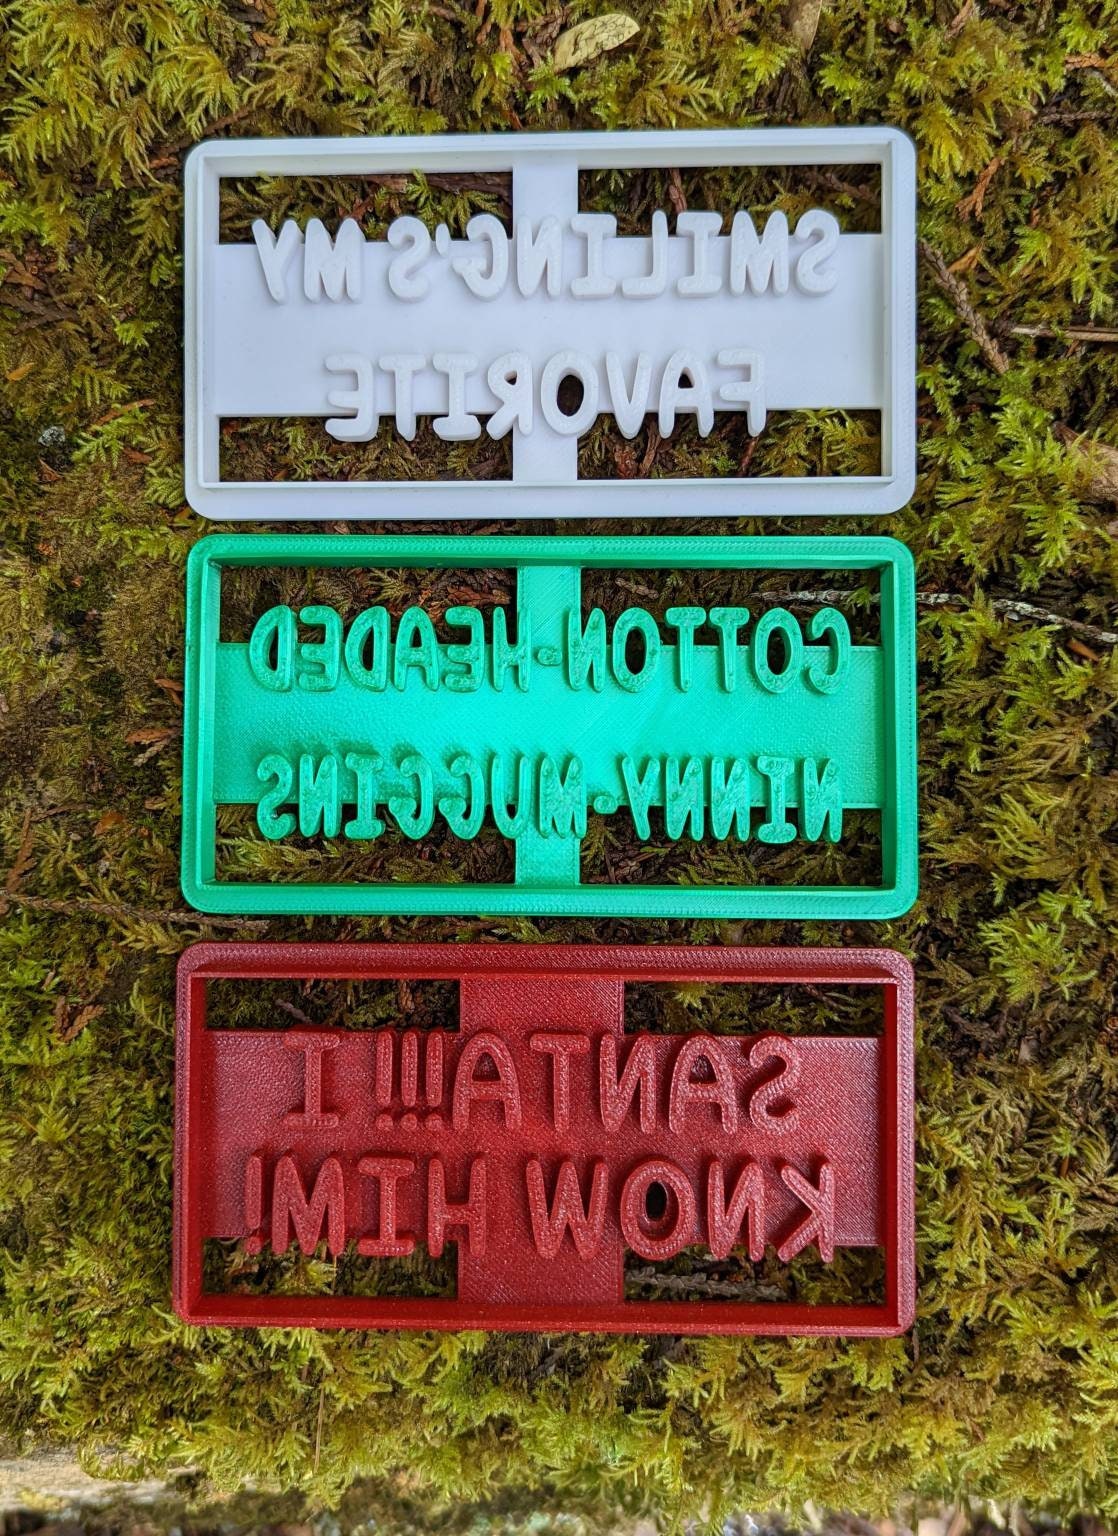 SMILING'S MY
FAVORITE
COTTON-HEADED
NINNY-MUGGINS
SANTA!!! I
KNOW HIM!